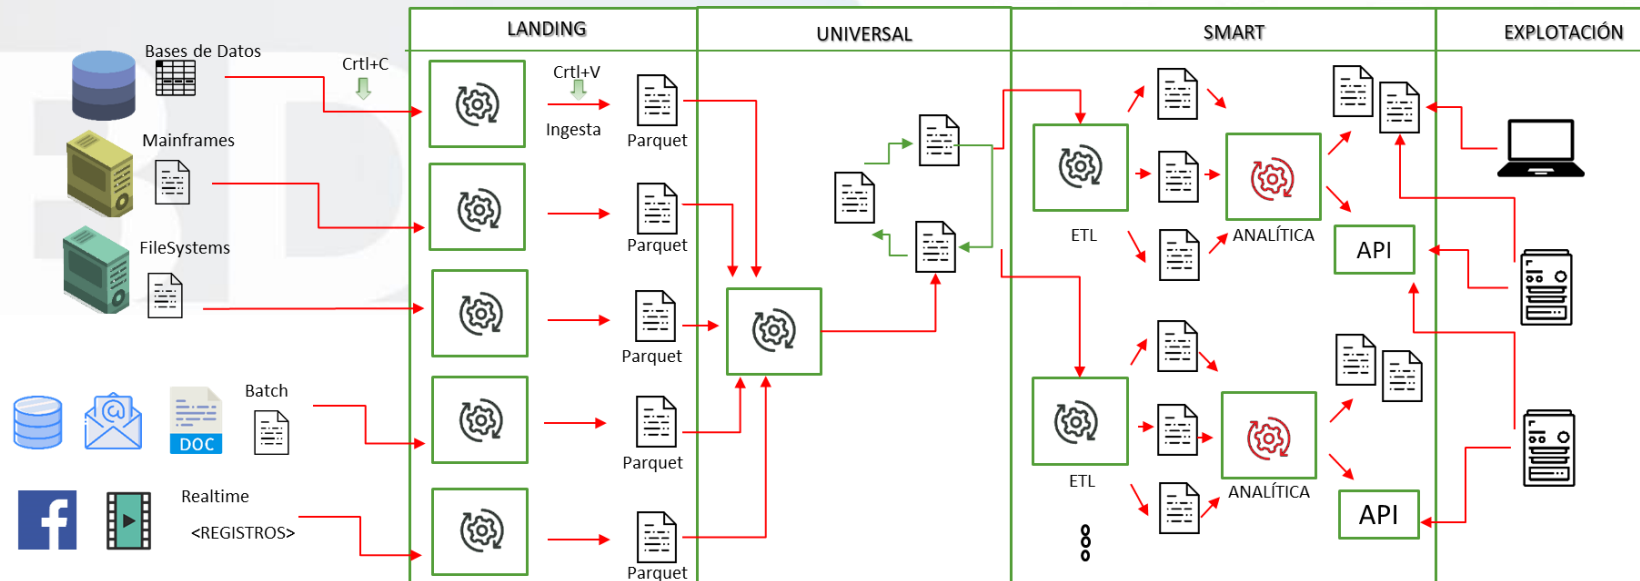 LANDING
UNIVERSAL
SMART
EXPLOTACIÓN
Bases de Datos
Crtl+C
Crtl+V
Ingesta
Parquet
Mainframes
Parquet
FileSystems
Parquet
Batch
DOC
Parquet
Realtime
<REGISTROS>
Parquet
ETL
ANALÍTICA
API
ETL
ANALÍTICA
API